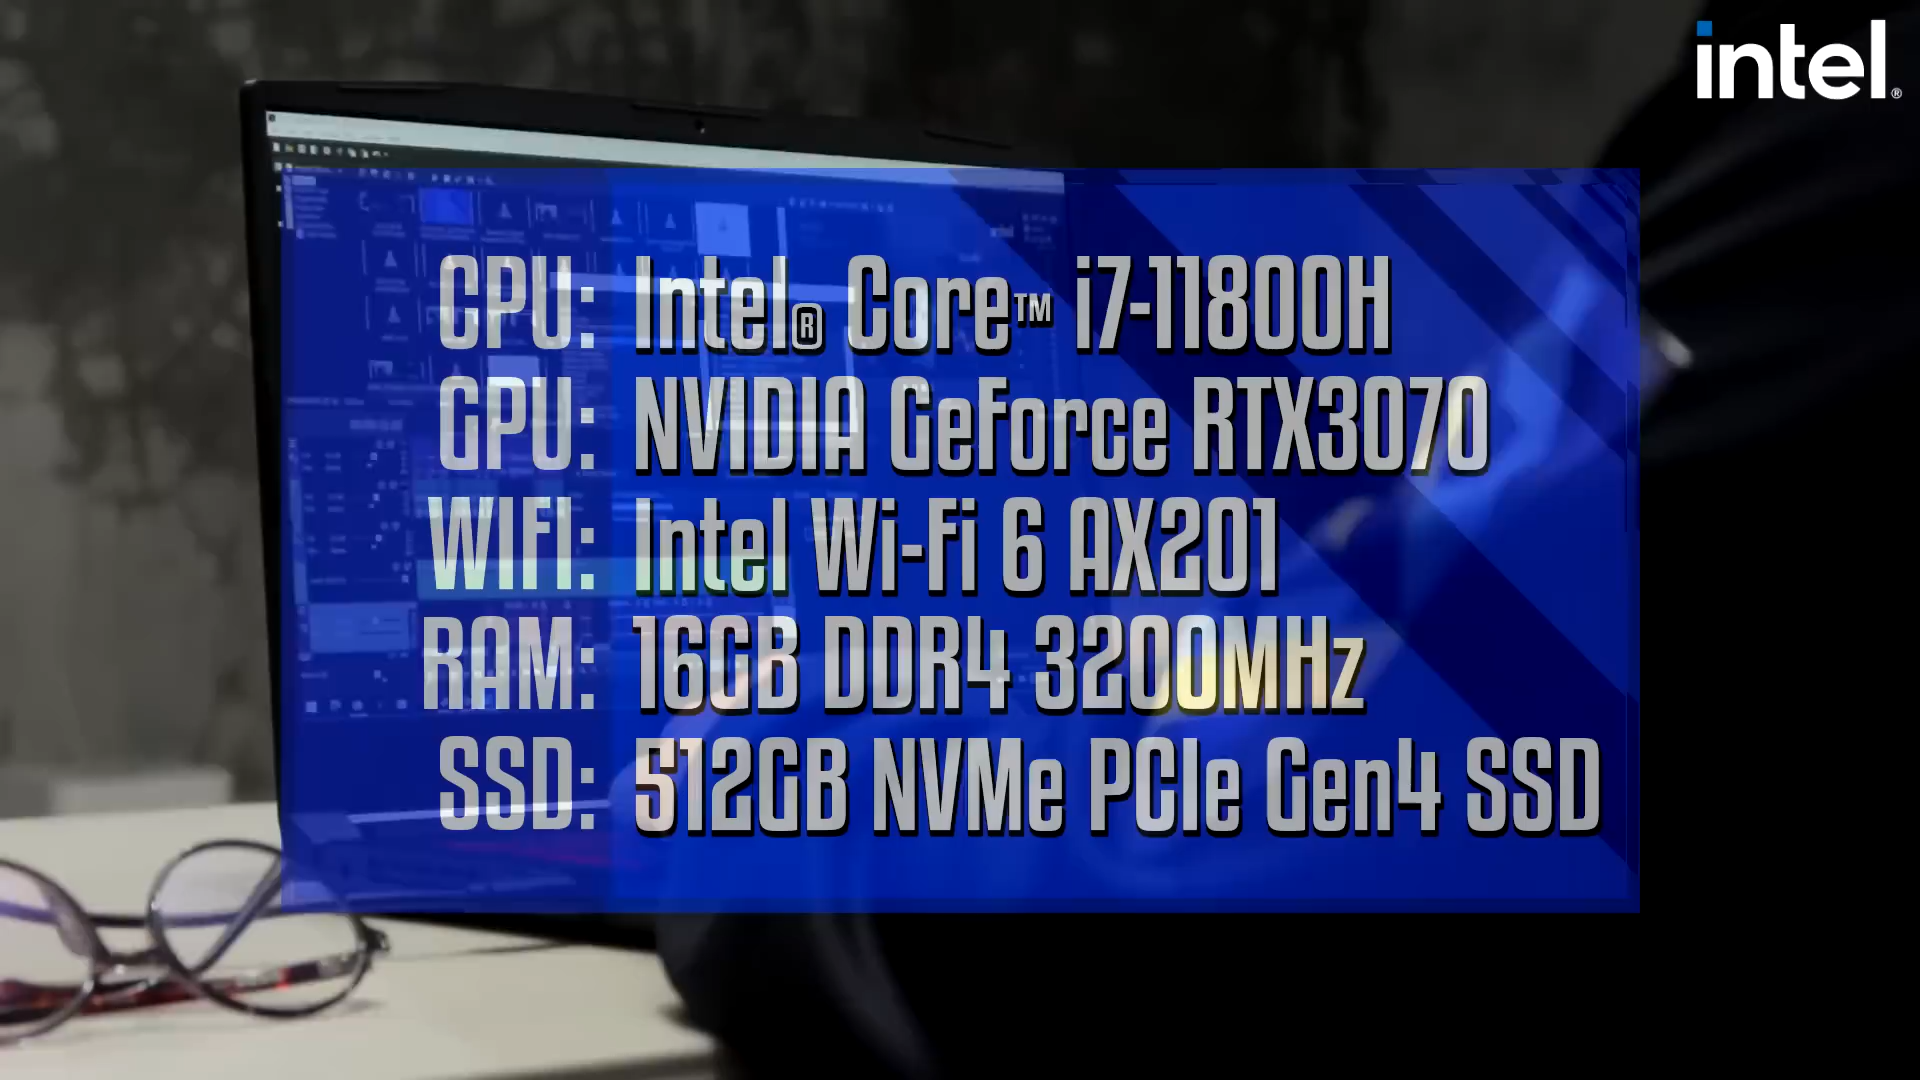 intel®
CPU: Intel® Core™ i7-11800H
GPU: NVIDIA GeForce RTX3070
WIFI: Intel Wi-Fi 6 AX201
RAM: 16GB DDR4 3200MHz
SSD: 512GB NVMe PCIe Gen4 SSD